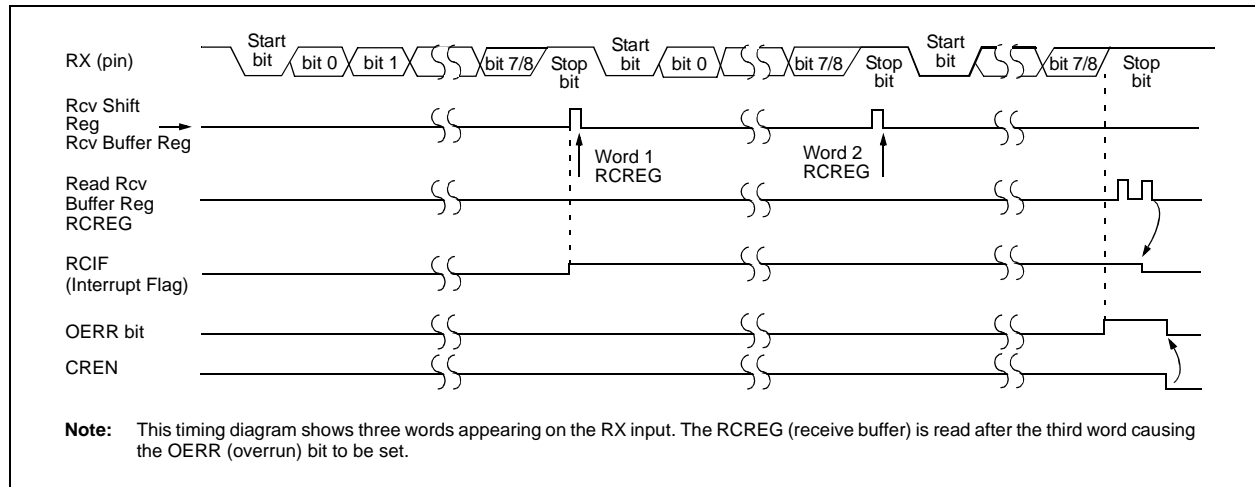 RX (pin)
Start
bit
bit 0
bit 1
bit 7/8
Stop
bit
Start
bit
bit 0
bit 7/8
Stop
bit
Start
bit
bit 7/8
Stop
bit
Rcv Shift
Reg
Rcv Buffer Reg
Word 1
RCREG
Word 2
RCREG
Read Rcv
Buffer Reg
RCREG
RCIF
(Interrupt Flag)
OERR bit
CREN
Note: This timing diagram shows three words appearing on the RX input. The RCREG (receive buffer) is read after the third word causing
the OERR (overrun) bit to be set.